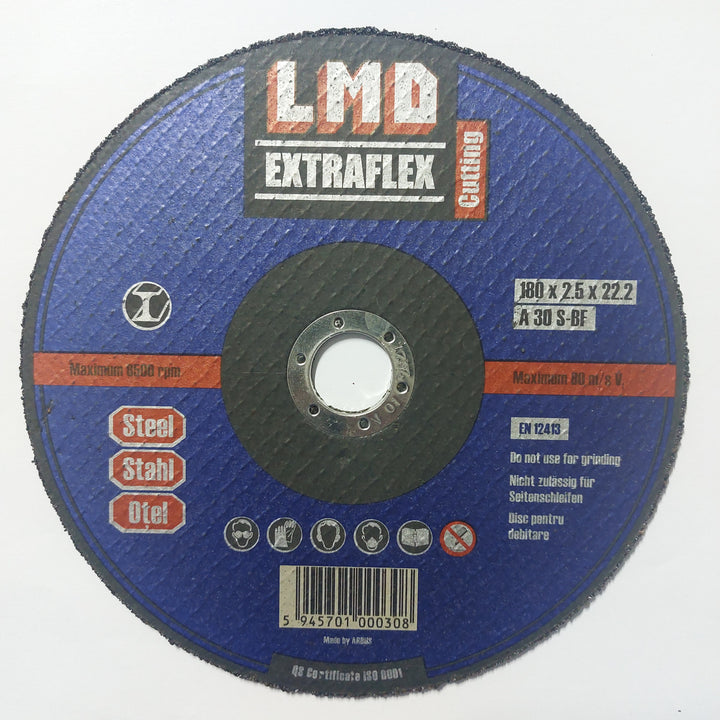 LMD
EXTRAFLEX
Cutting
180 x 2.5 x 22.2
A 30 S-BF
Maximum 8500 rpm
Maximum 80 m/s V.
Steel
Stahl
Oţel
EN 12413
Do not use for grinding
Nicht zulässig für
Seitenschleifen
Disc pentru
debitare
5 945701 000308
Made by ARBUS
QS Certificate ISO 9001